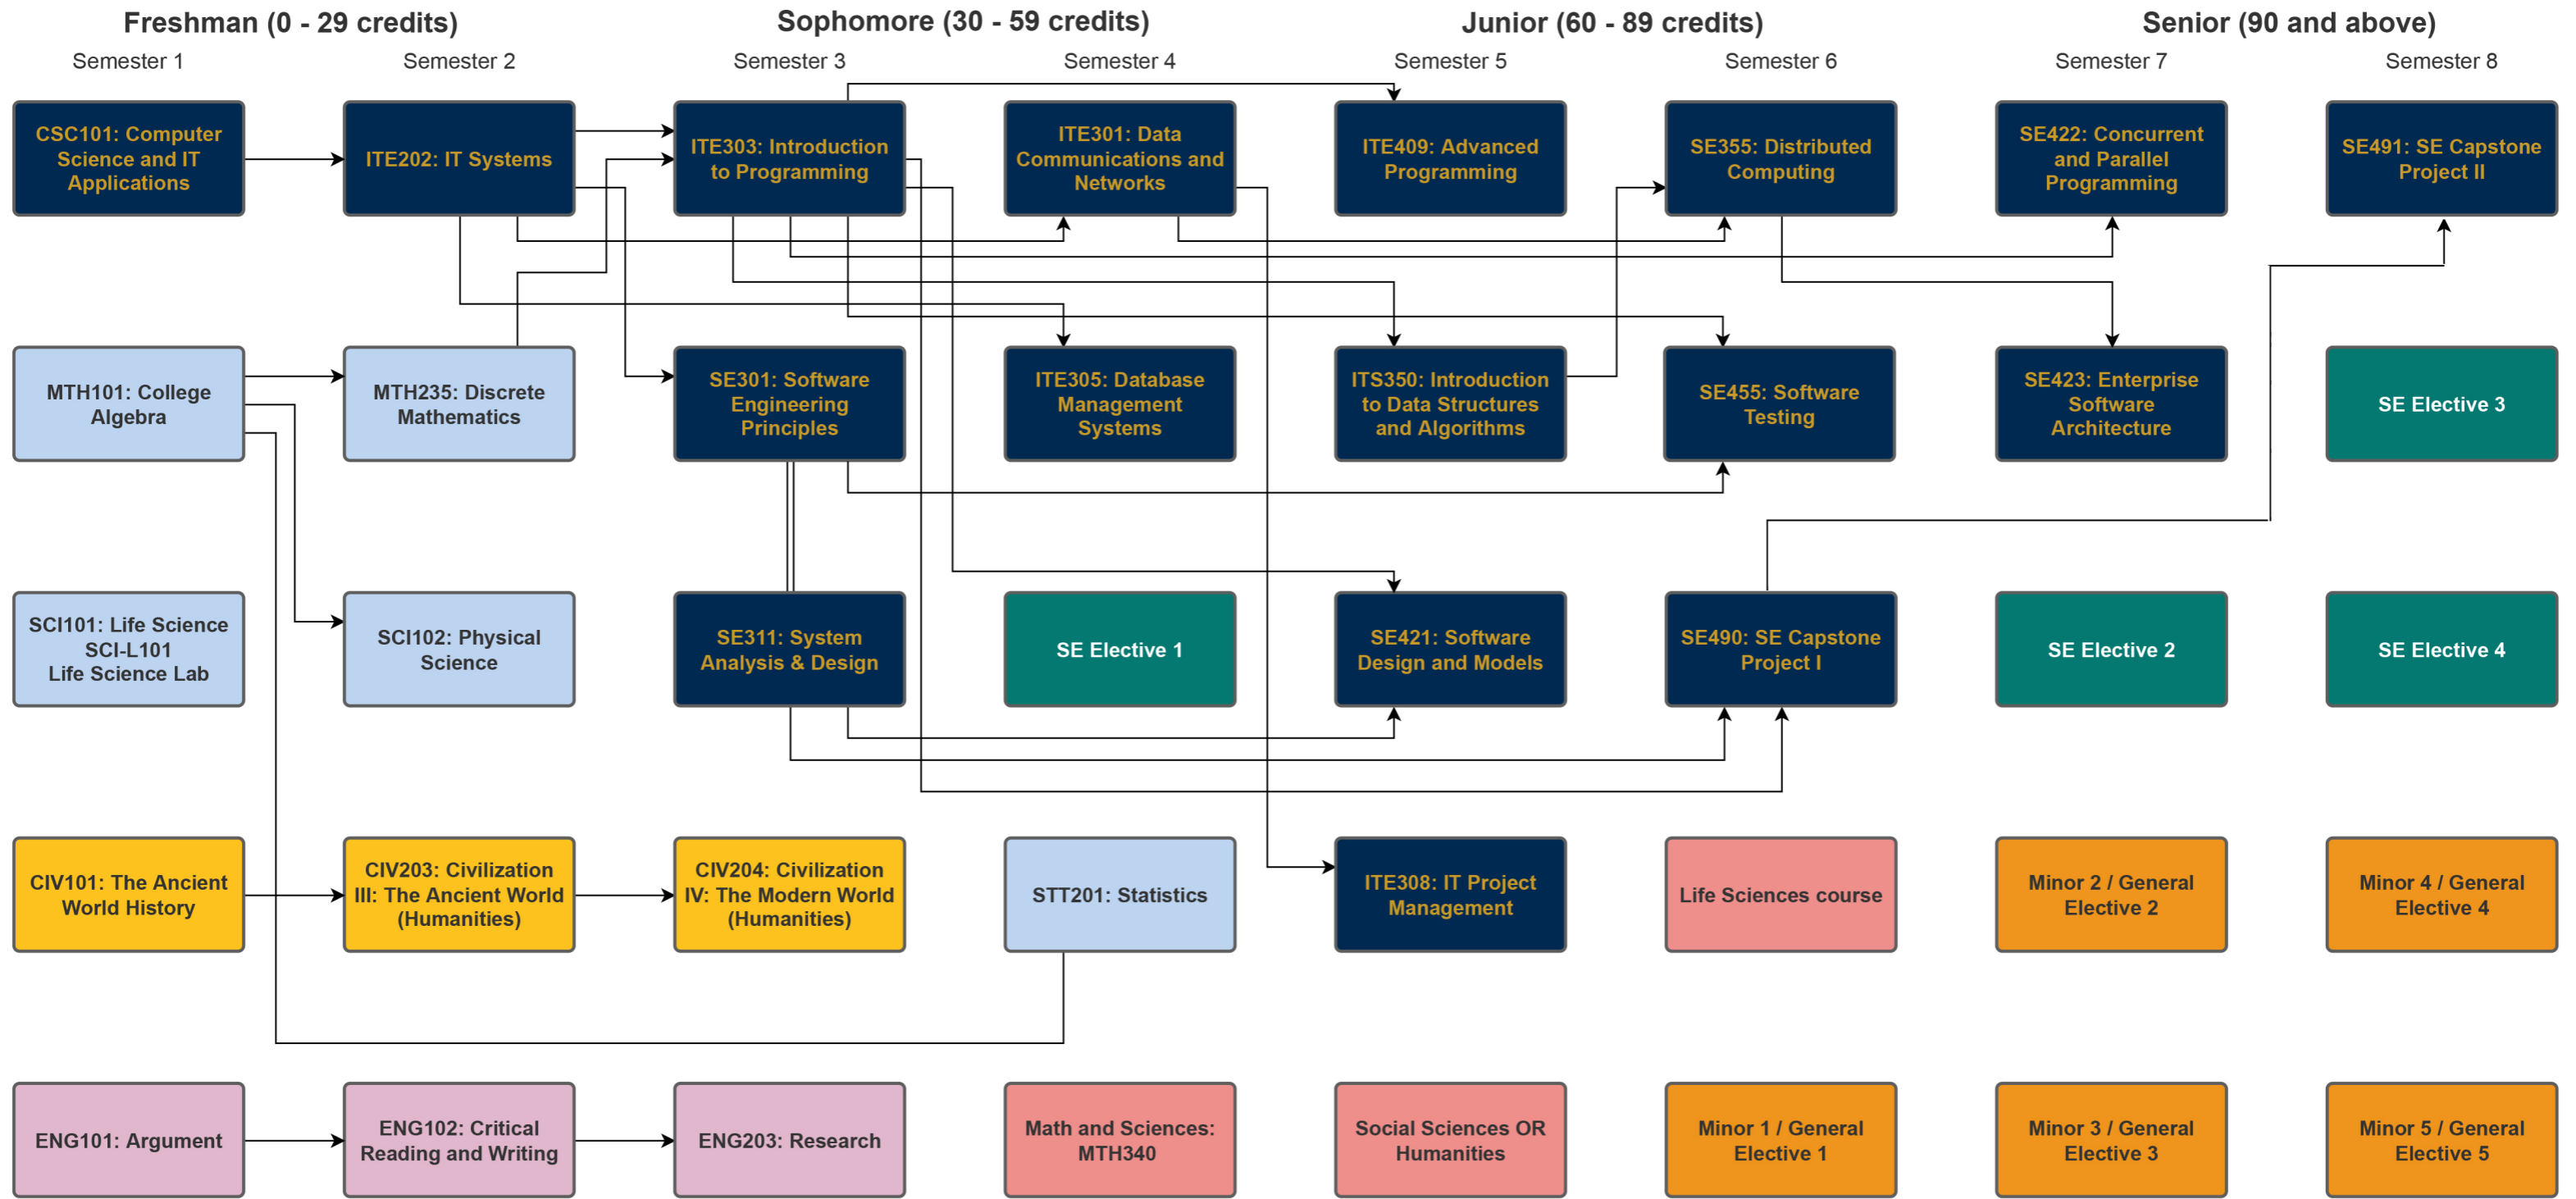 Freshman (0 - 29 credits)
Sophomore (30 - 59 credits)
Junior (60 - 89 credits)
Senior (90 and above)
Semester 1
Semester 2
Semester 3
Semester 4
Semester 5
Semester 6
Semester 7
Semester 8
CSC101: Computer
Science and IT
Applications
ITE202: IT Systems
ITE303: Introduction
to Programming
ITE301: Data
Communications and
Networks
ITE409: Advanced
Programming
SE355: Distributed
Computing
SE422: Concurrent
and Parallel
Programming
SE491: SE Capstone
Project II
MTH101: College
Algebra
MTH235: Discrete
Mathematics
SE301: Software
Engineering
Principles
ITE305: Database
Management
Systems
ITS350: Introduction
to Data Structures
and Algorithms
SE455: Software
Testing
SE423: Enterprise
Software
Architecture
SE Elective 3
SCI101: Life Science
SCI-L101
Life Science Lab
SCI102: Physical
Science
SE311: System
Analysis & Design
SE Elective 1
SE421: Software
Design and Models
SE490: SE Capstone
Project I
SE Elective 2
SE Elective 4
CIV101: The Ancient
World History
CIV203: Civilization
III: The Ancient World
(Humanities)
CIV204: Civilization
IV: The Modern World
(Humanities)
STT201: Statistics
ITE308: IT Project
Management
Life Sciences course
Minor 2 / General
Elective 2
Minor 4 / General
Elective 4
ENG101: Argument
ENG102: Critical
Reading and Writing
ENG203: Research
Math and Sciences:
MTH340
Social Sciences OR
Humanities
Minor 1 / General
Elective 1
Minor 3 / General
Elective 3
Minor 5 / General
Elective 5